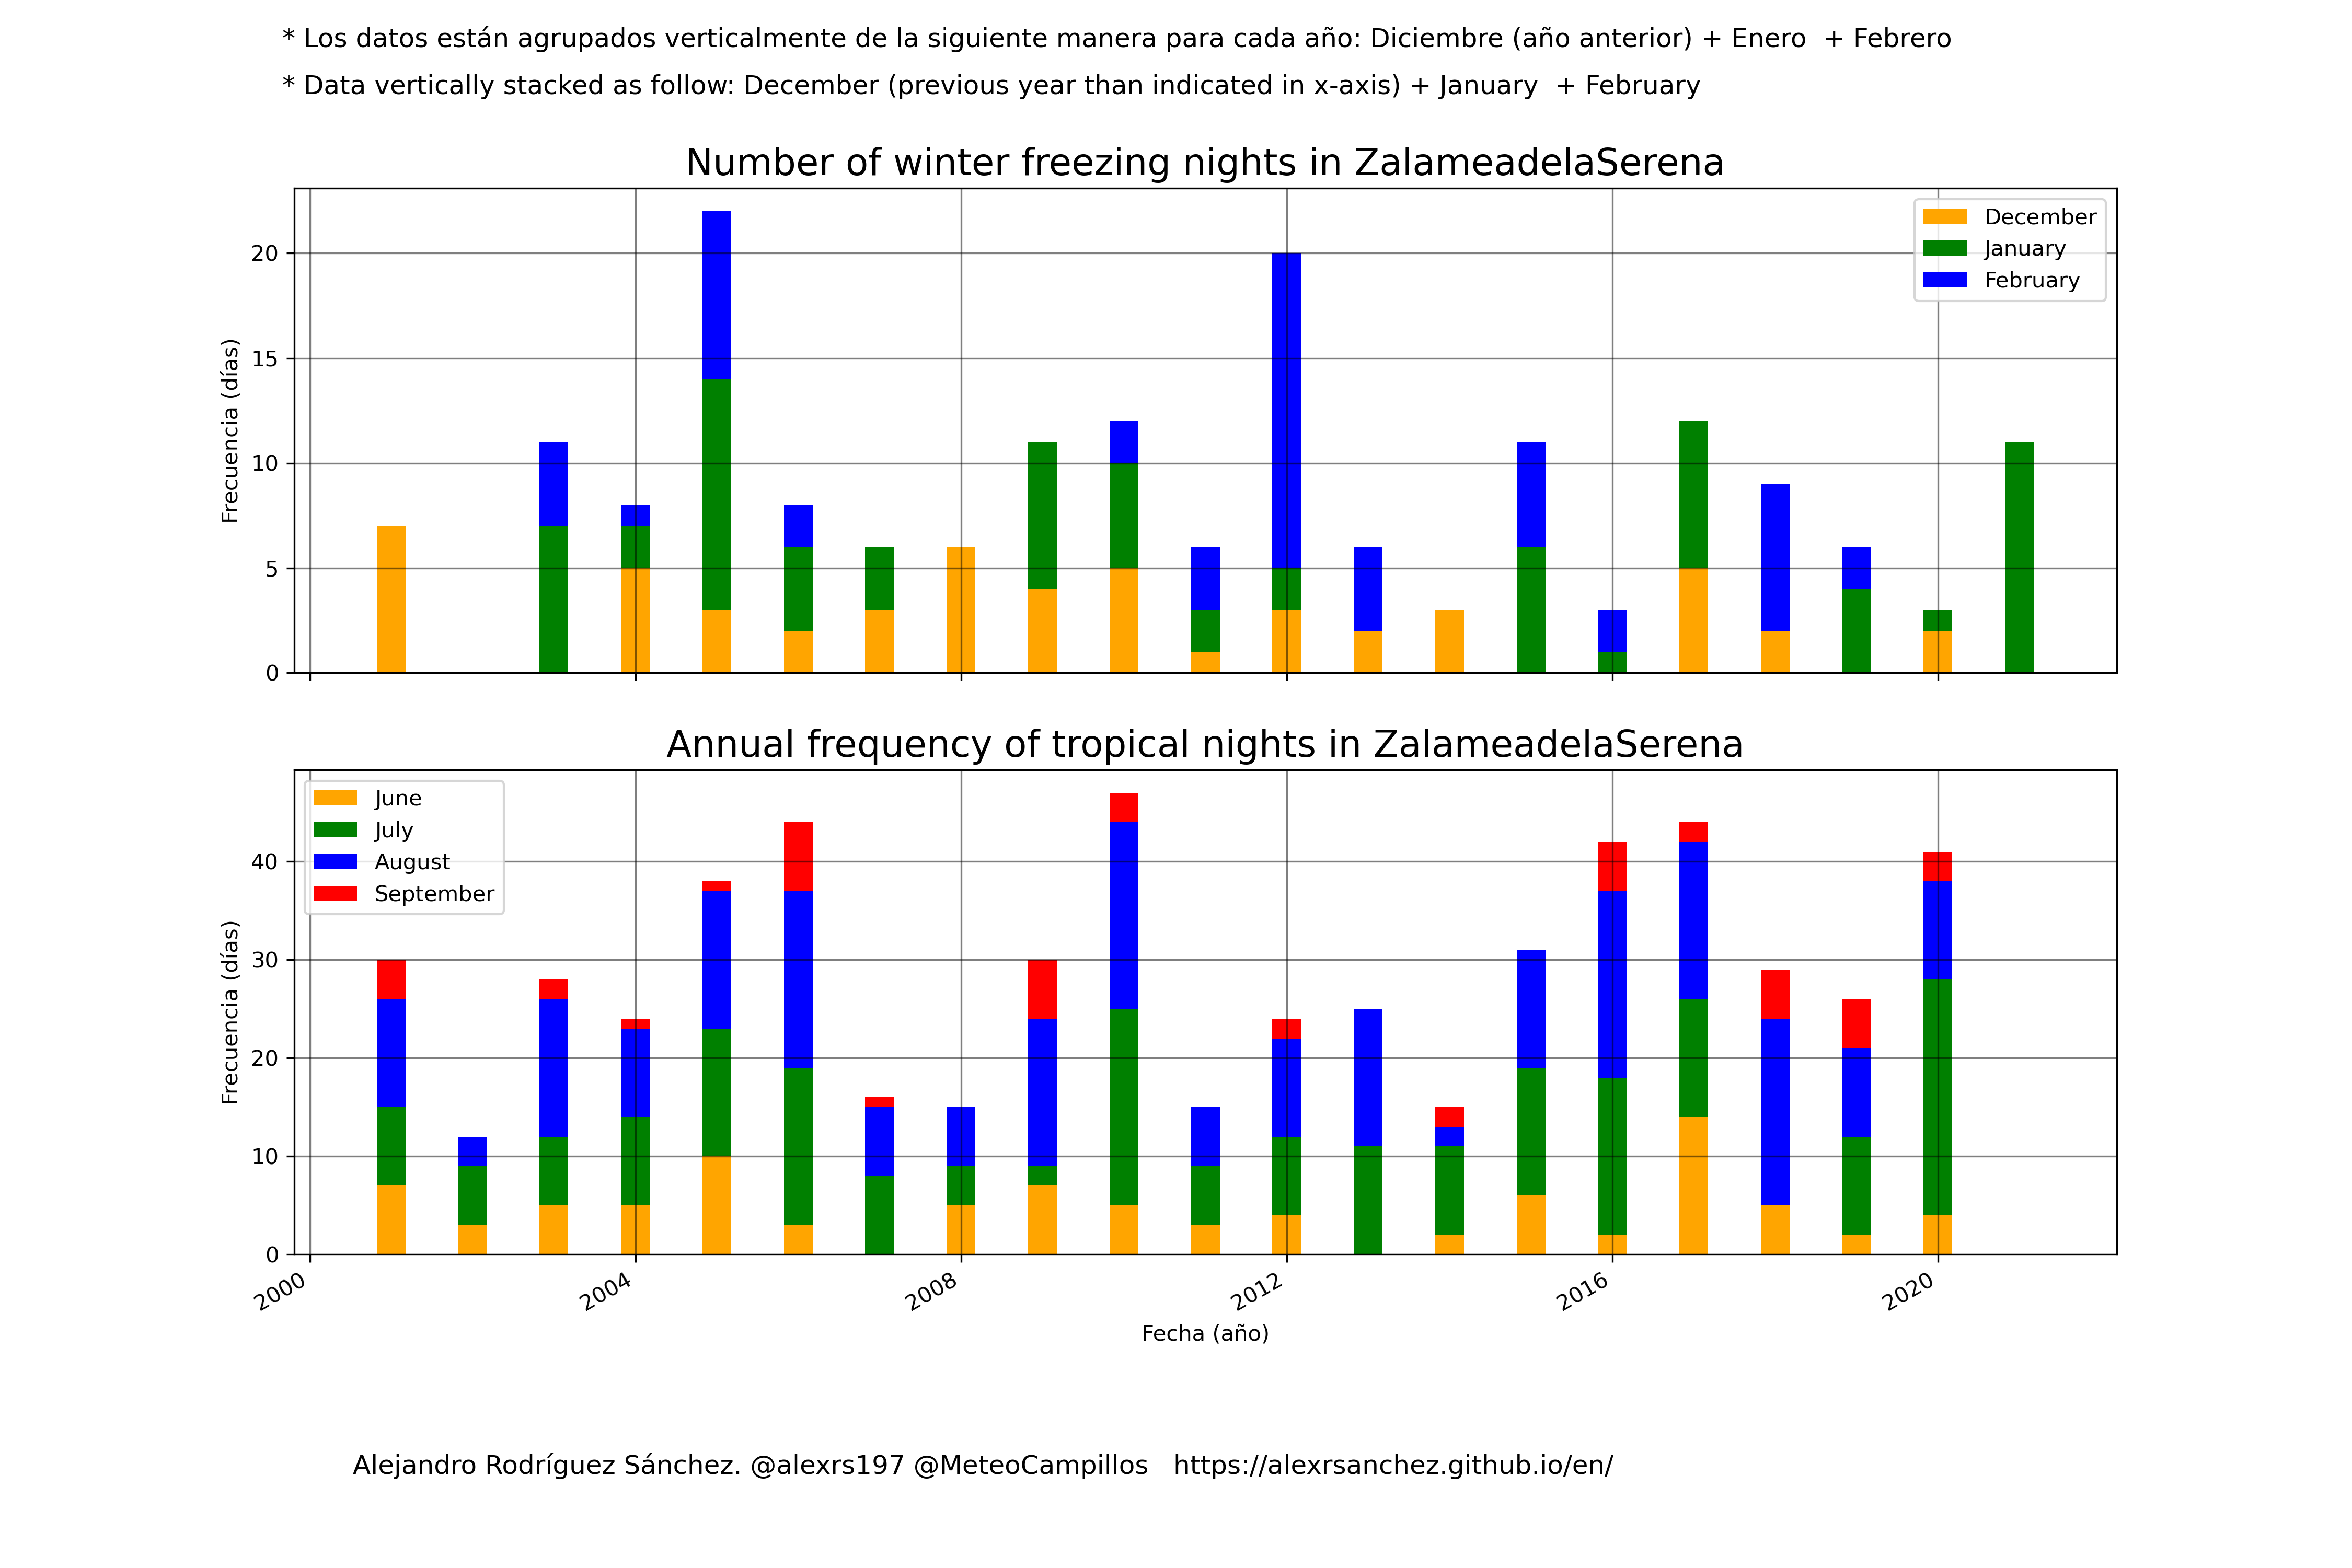 * Los datos están agrupados verticalmente de la siguiente manera para cada año: Diciembre (año anterior) + Enero  + Febrero
* Data vertically stacked as follow: December (previous year than indicated in x-axis) + January  + February
Number of winter freezing nights in ZalameadelaSerena
Frecuencia (días)
20
15
10
5
0
December
January
February
Annual frequency of tropical nights in ZalameadelaSerena
Frecuencia (días)
40
30
20
10
0
June
July
August
September
2000
2004
2008
2012
2016
2020
Fecha (año)
Alejandro Rodríguez Sánchez. @alexrs197 @MeteoCampillos   https://alexrsanchez.github.io/en/